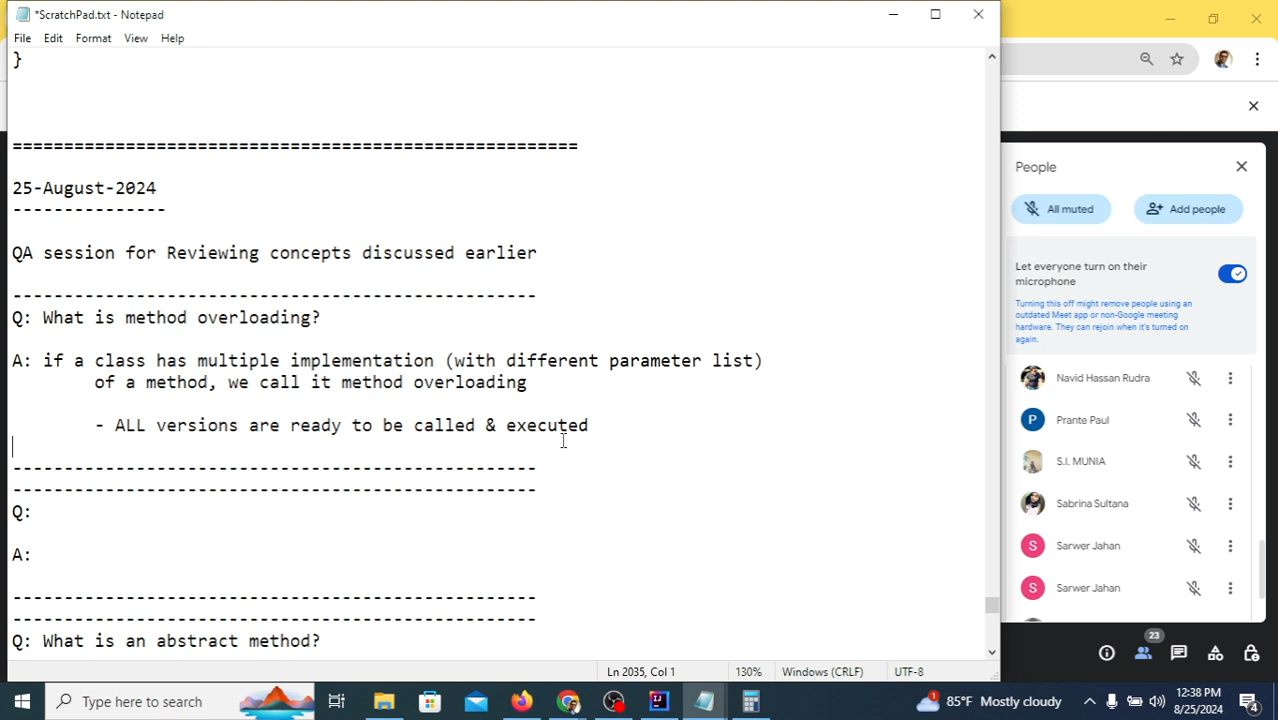 *ScratchPad.txt - Notepad
File Edit Format View Help
}
=======================================================
25-August-2024
---------------
QA session for Reviewing concepts discussed earlier
---------------------------------------------------
Q: What is method overloading?
A: if a class has multiple implementation (with different parameter list)
of a method, we call it method overloading
- ALL versions are ready to be called & executed
---------------------------------------------------
---------------------------------------------------
Q:
A:
---------------------------------------------------
---------------------------------------------------
Q: What is an abstract method?
Ln 2035, Col 1 130% Windows (CRLF) UTF-8
People
All muted Add people
Let everyone turn on their
microphone
Turning this off might remove people using an
outdated Meet app or non-Google meeting
hardware. They can rejoin when it's turned on
again.
Navid Hassan Rudra
P Prante Paul
S.I. MUNIA
Sabrina Sultana
S Sarwer Jahan
S Sarwer Jahan
23
Type here to search
1 85°F Mostly cloudy
12:38 PM
8/25/2024
4